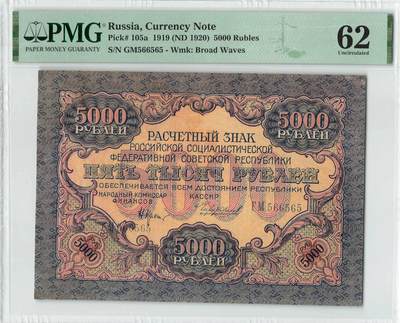 PMG
PAPER MONEY GUARANTY
Russia, Currency Note
Pick# 105a 1919 (ND 1920) 5000 Rubles
S/N GM566565 - Wmk: Broad Waves
62
Uncirculated
5000
РУБЛЕЙ
5000
РУБЛЕЙ
РАСЧЕТНЫЙ ЗНАК
РОССИЙСКОЙ СОЦИАЛИСТИЧЕСКОЙ
ФЕДЕРАТИВНОЙ СОВЕТСКОЙ РЕСПУБЛИКИ
ПЯТЬ ТЫСЯЧ РУБЛЕЙ
ОБЕСПЕЧИВАЕТСЯ ВСЕМ ДОСТОЯНИЕМ РЕСПУБЛИКИ
НАРОДНЫЙ КОМИССАР
ФИНАНСОВ
КАССИР
ГМ 566565
5000
5000
РУБЛЕЙ
5000